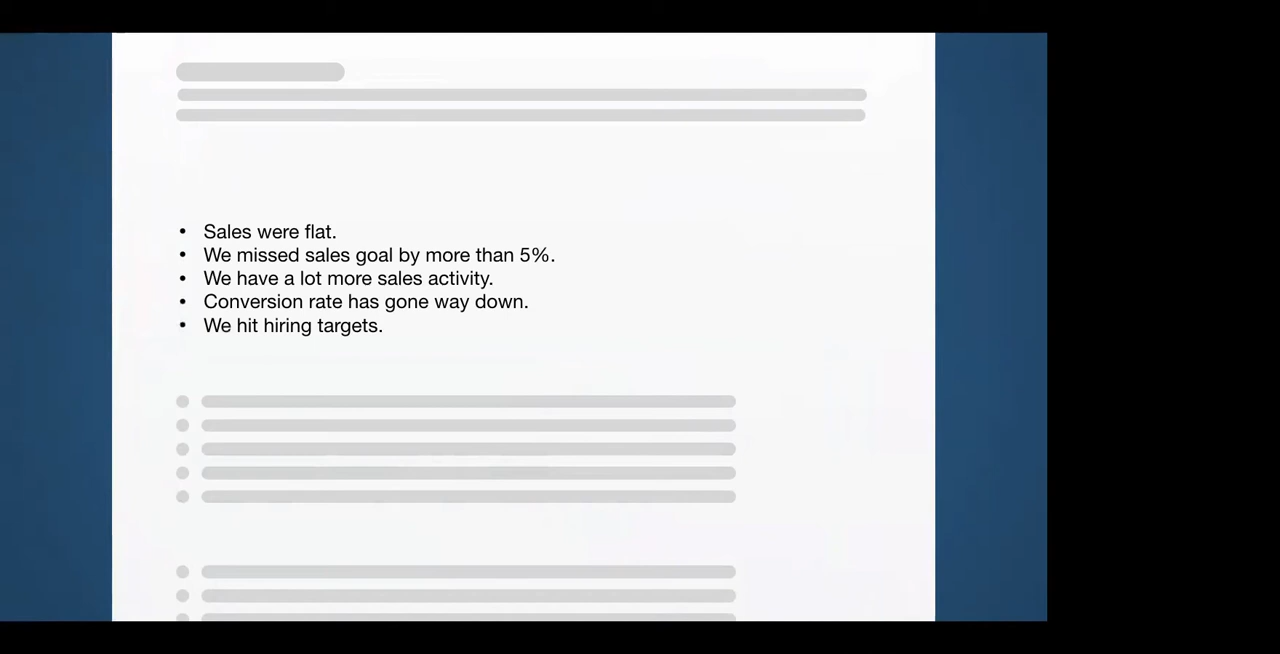 • Sales were flat.
• We missed sales goal by more than 5%.
• We have a lot more sales activity.
• Conversion rate has gone way down.
• We hit hiring targets.